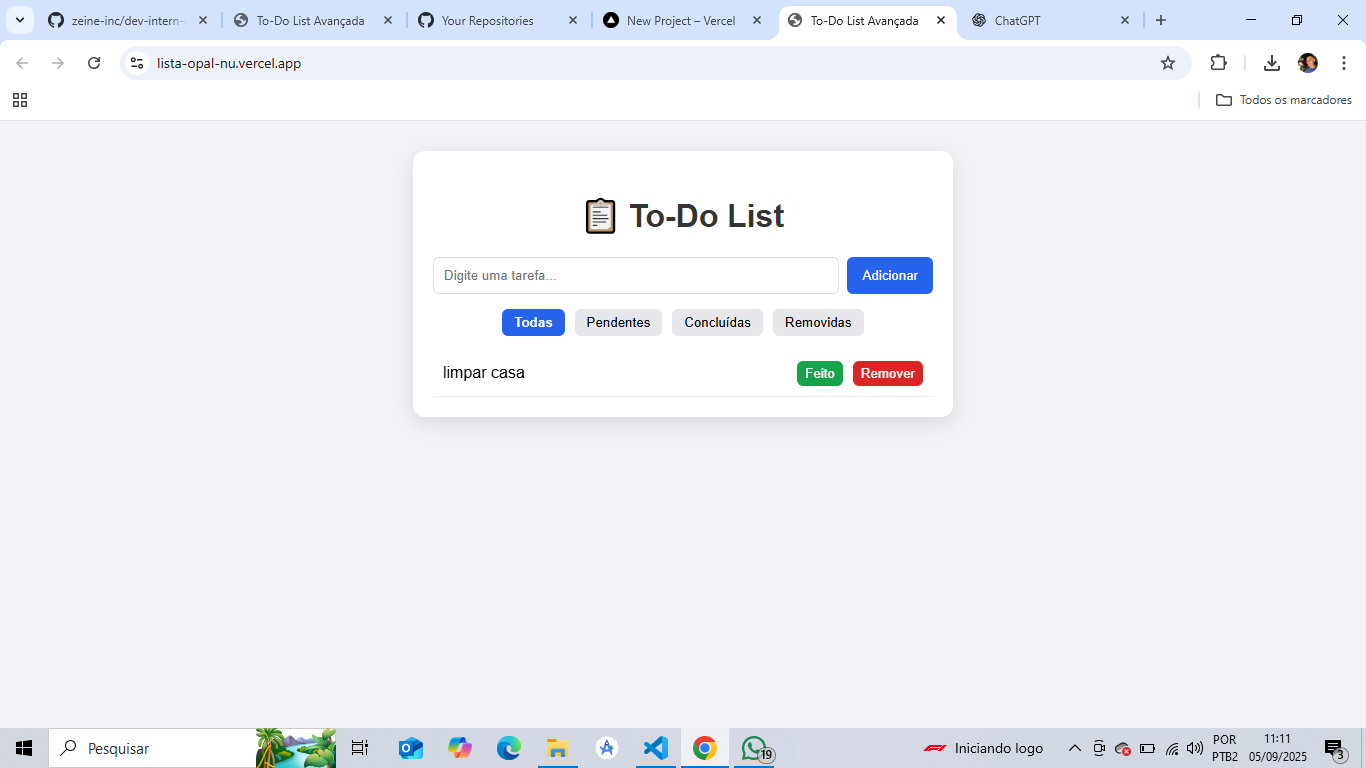 zeine-inc/dev-intern-
To-Do List Avançada
Your Repositories
New Project – Vercel
To-Do List Avançada
ChatGPT
lista-opal-nu.vercel.app
Todos os marcadores
To-Do List
Digite uma tarefa...
Adicionar
Todas
Pendentes
Concluídas
Removidas
limpar casa
Feito
Remover
Pesquisar
Iniciando logo
POR
PTB2
11:11
05/09/2025
19
3